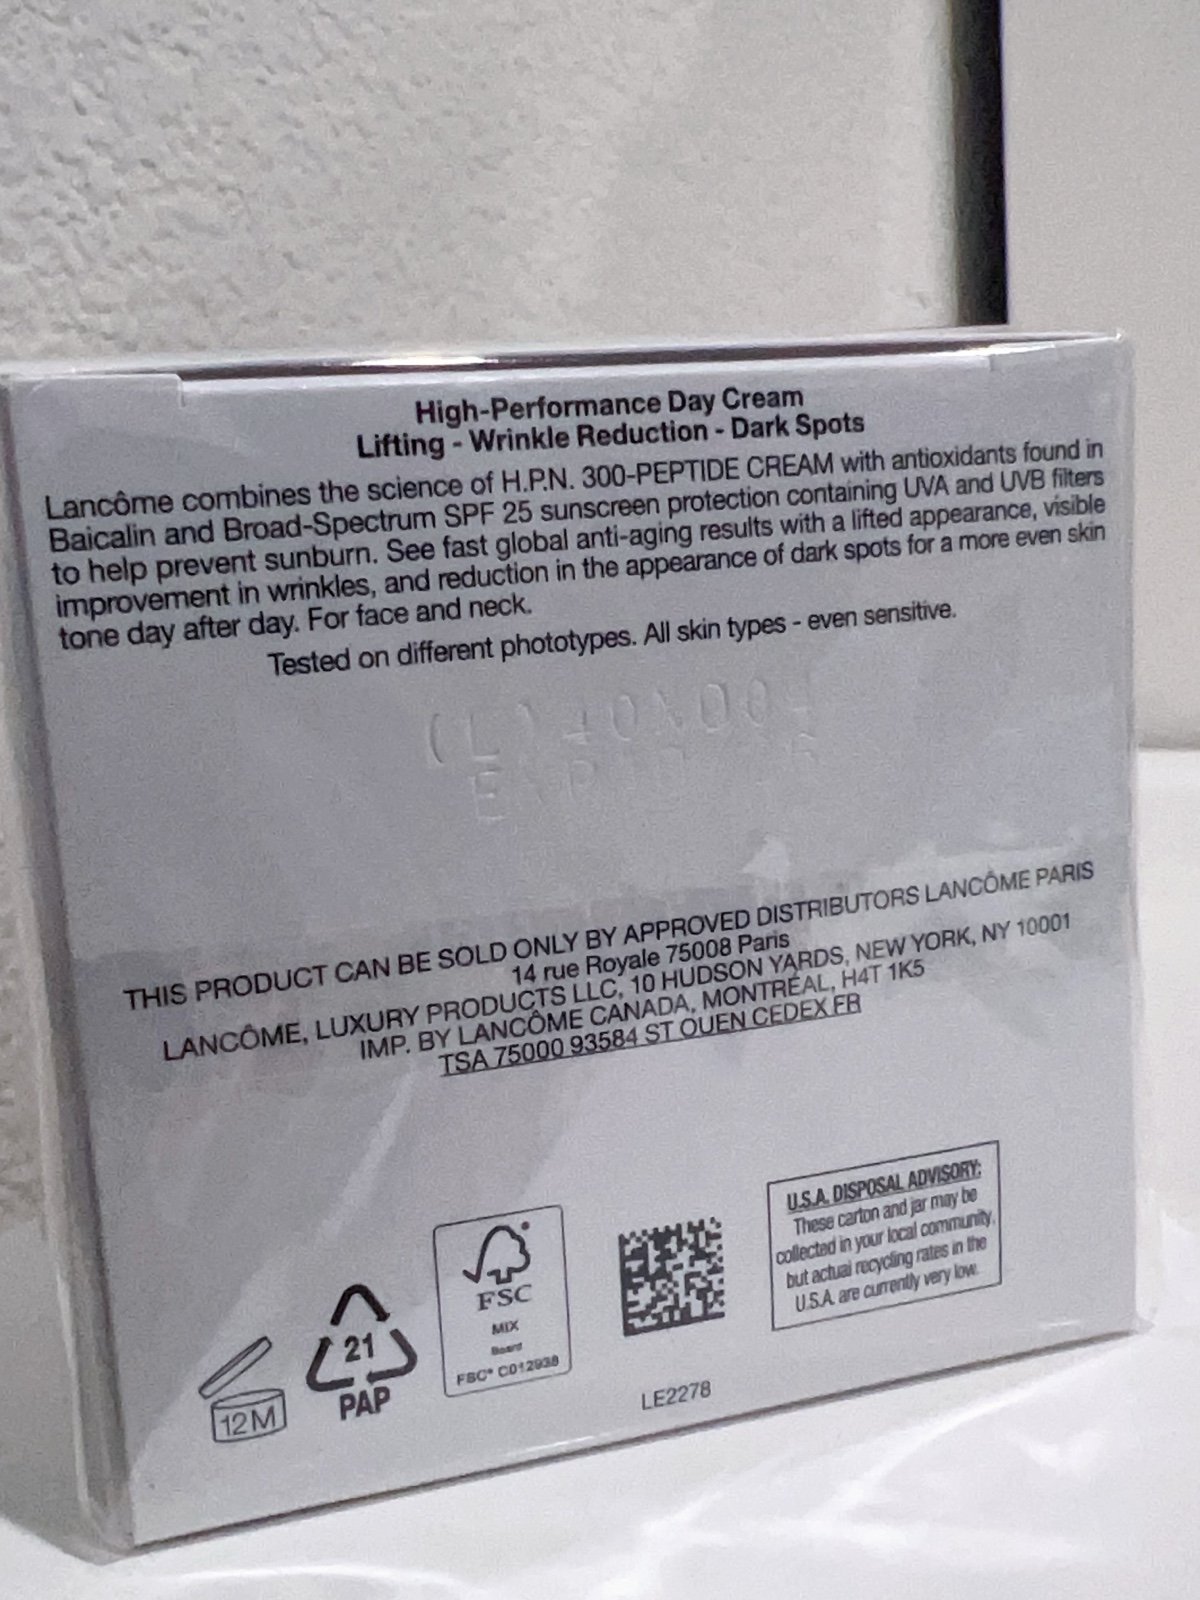 High-Performance Day Cream
Lifting - Wrinkle Reduction - Dark Spots
Lancôme combines the science of H.P.N. 300-PEPTIDE CREAM with antioxidants found in
Baicalin and Broad-Spectrum SPF 25 sunscreen protection containing UVA and UVB filters
to help prevent sunburn. See fast global anti-aging results with a lifted appearance, visible
improvement in wrinkles, and reduction in the appearance of dark spots for a more even skin
tone day after day. For face and neck.
Tested on different phototypes. All skin types - even sensitive.
(L)
EXP
THIS PRODUCT CAN BE SOLD ONLY BY APPROVED DISTRIBUTORS LANCÔME PARIS
14 rue Royale 75008 Paris
LANCÔME, LUXURY PRODUCTS LLC, 10 HUDSON YARDS, NEW YORK, NY 10001
IMP. BY LANCÔME CANADA, MONTRÉAL, H4T 1K5
TSA 75000 93584 ST OUEN CEDEX FR
12M
21
PAP
FSC
MIX
Board
FSC® C012938
LE2278
U.S.A. DISPOSAL ADVISORY:
These carton and jar may be
collected in your local community,
but actual recycling rates in the
U.S.A. are currently very low.